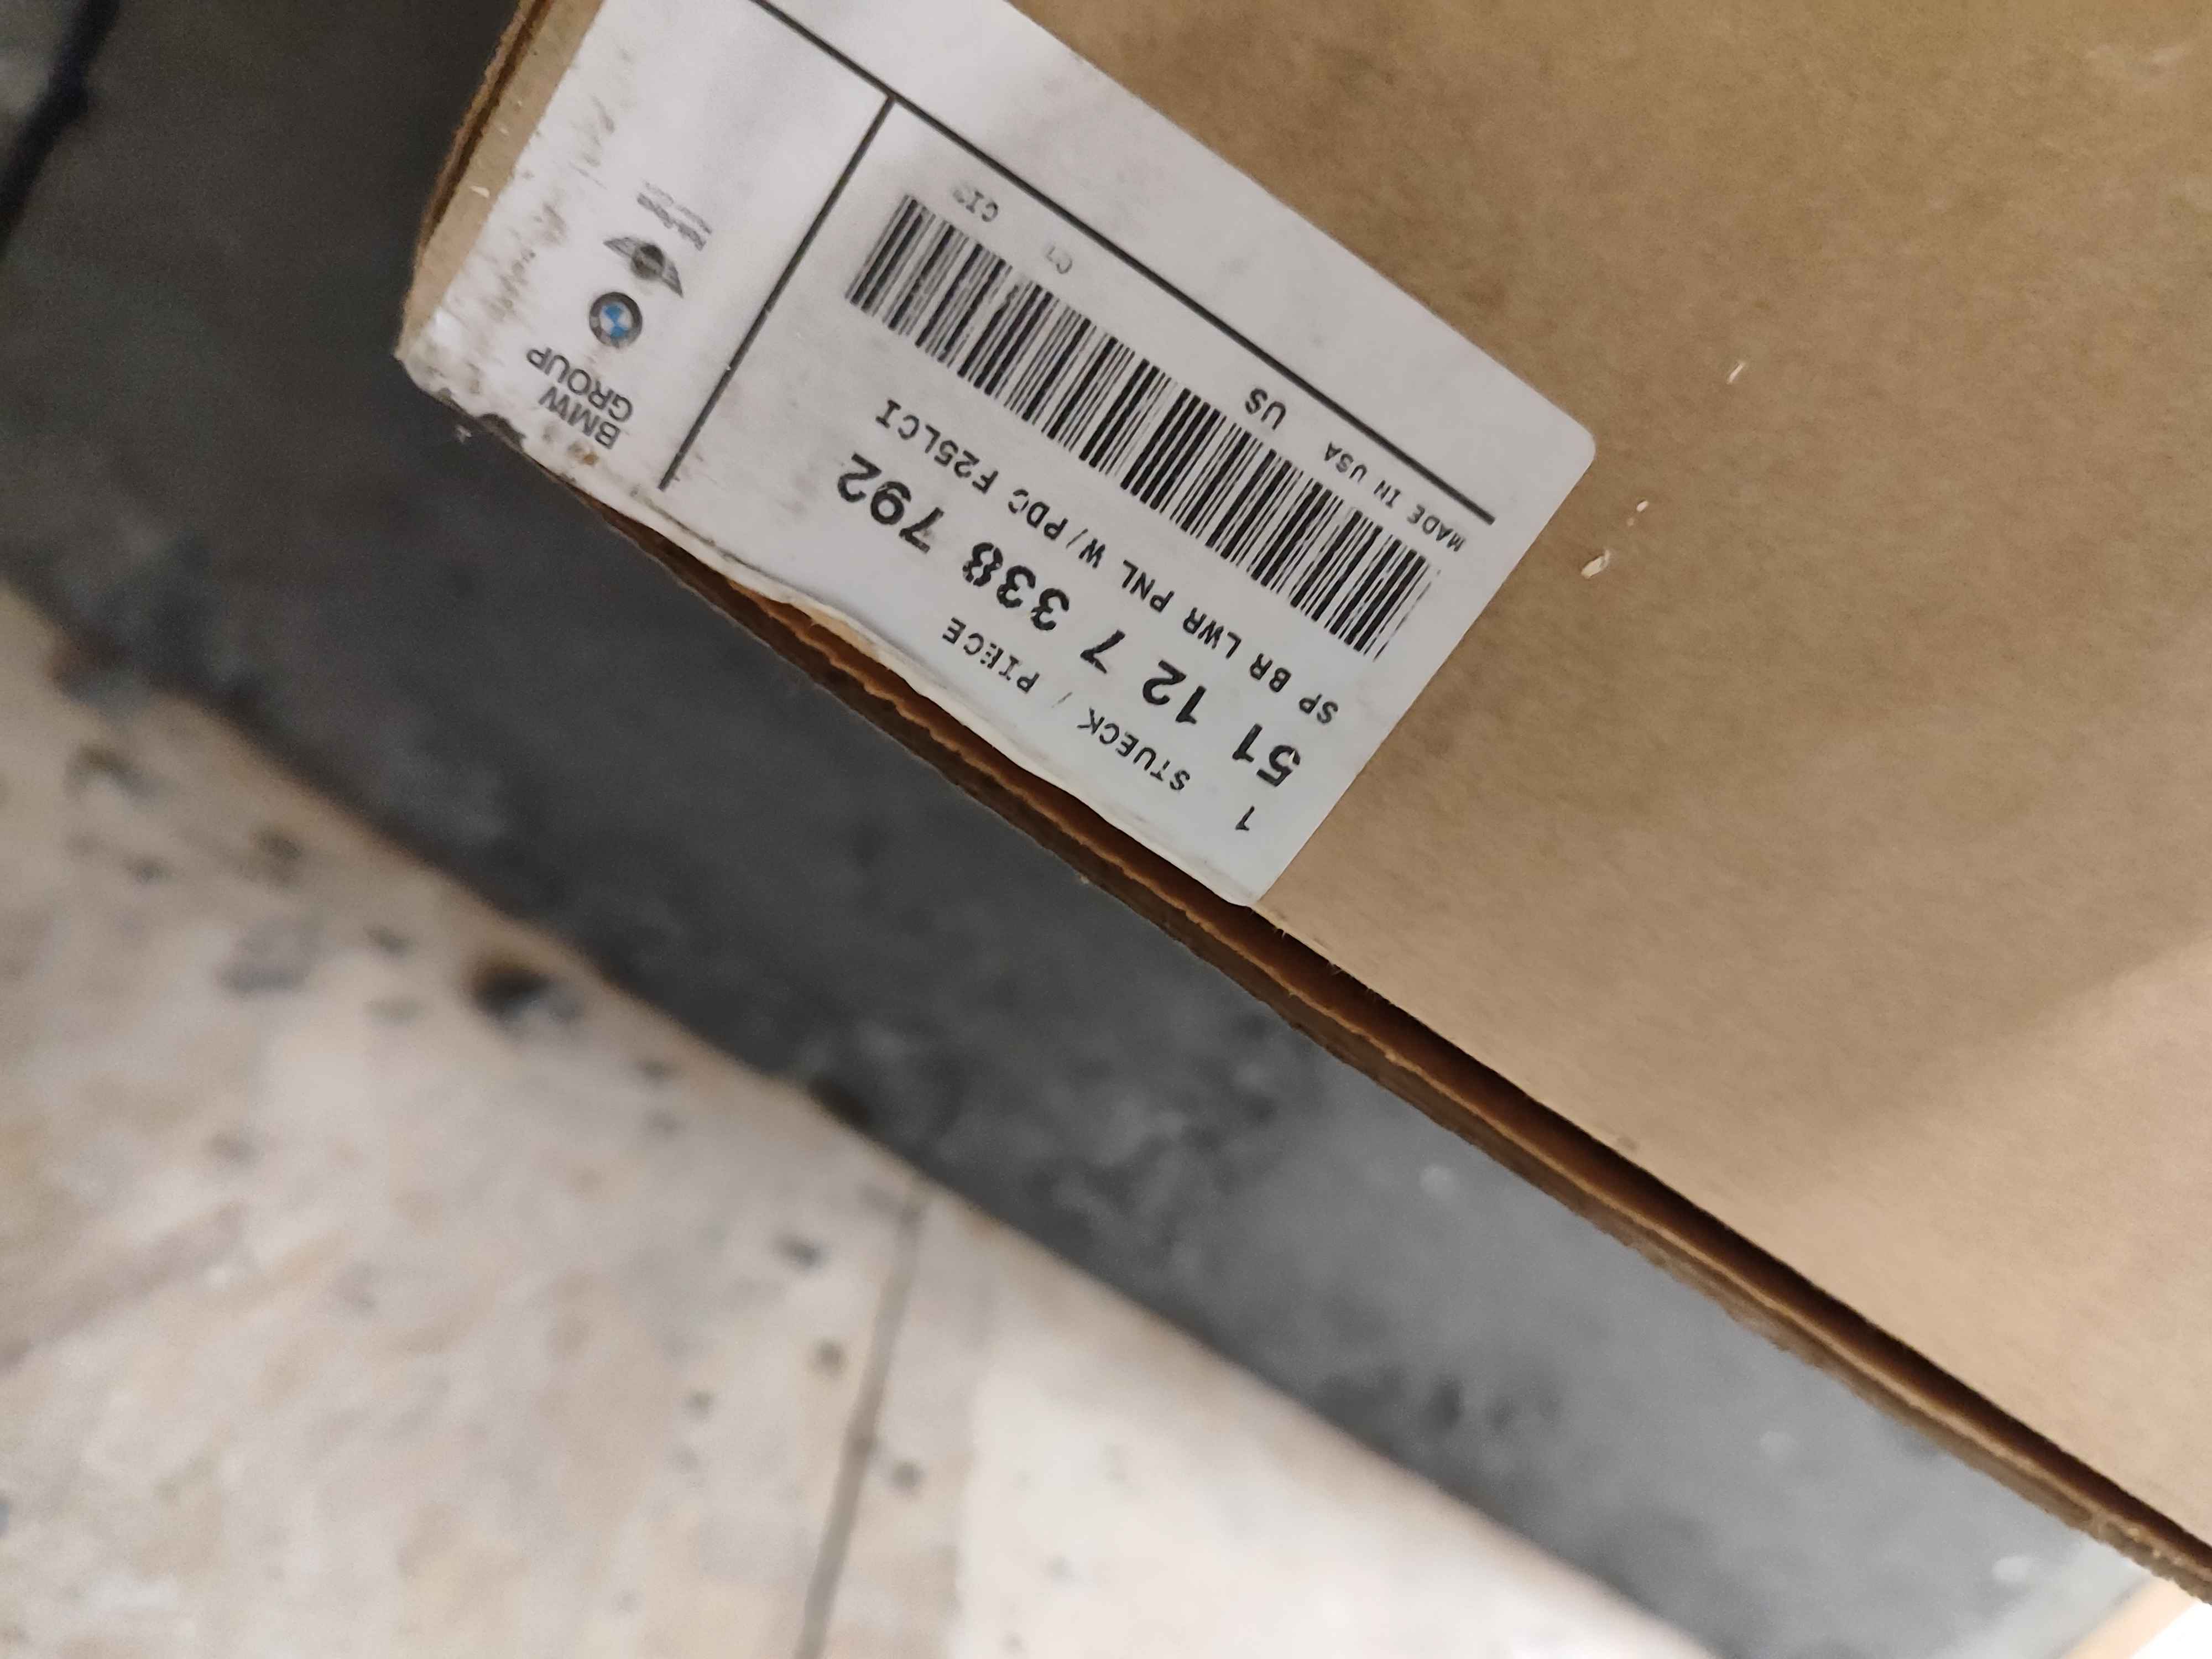 1 STUECK / PIECE
51 12 7 338 792
SP BR LWR PNL W/PDC F25LCI
MADE IN USA
US
BMW
GROUP